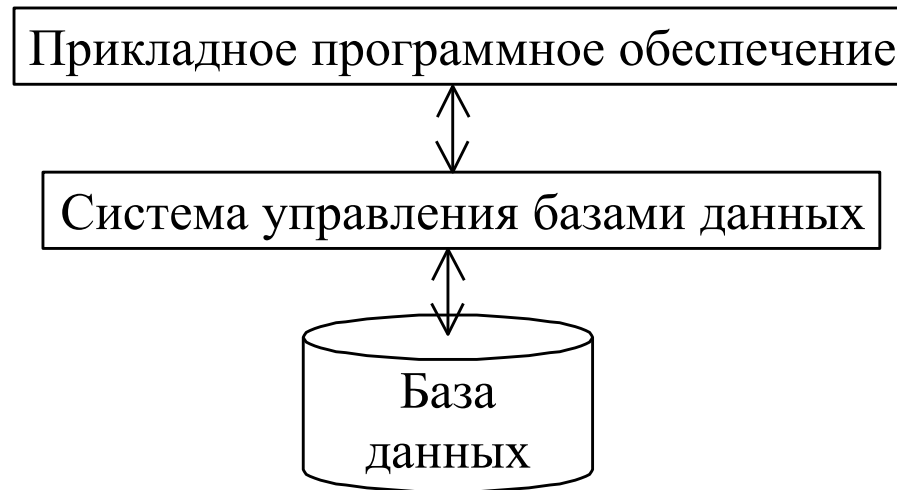 Прикладное программное обеспечение
Система управления базами данных
База
данных